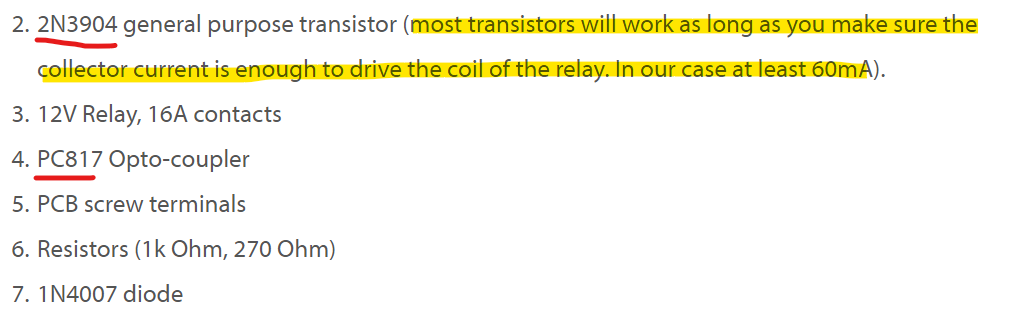 2. 2N3904 general purpose transistor (most transistors will work as long as you make sure the
collector current is enough to drive the coil of the relay. In our case at least 60mA).
3. 12V Relay, 16A contacts
4. PC817 Opto-coupler
5. PCB screw terminals
6. Resistors (1k Ohm, 270 Ohm)
7. 1N4007 diode